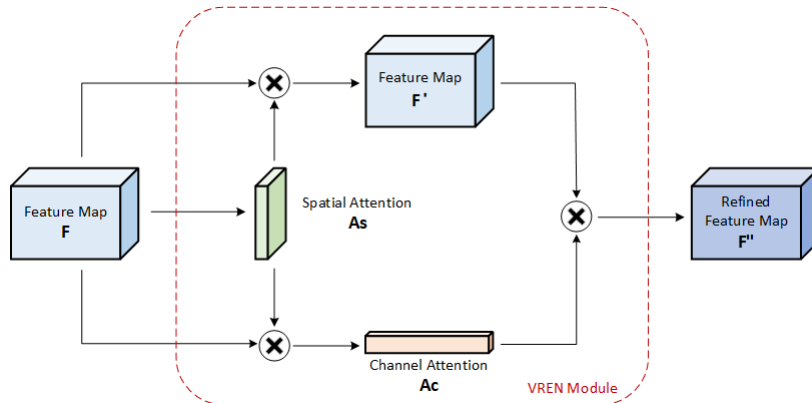 Feature Map
F'
Feature Map
F
Spatial Attention
As
Refined
Feature Map
F"
Channel Attention
Ac
VREN Module